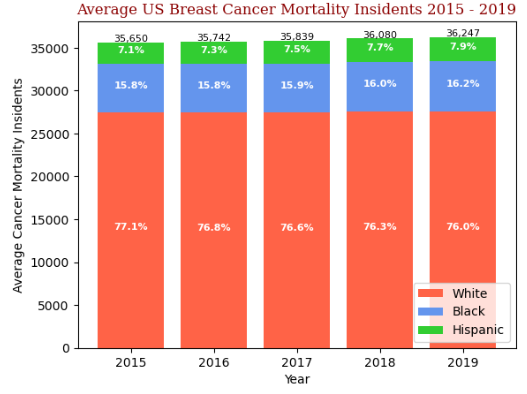 Average US Breast Cancer Mortality Insidents 2015 - 2019
35,650 35,742 35,839 36,080 36,247
7.1% 7.3% 7.5% 7.7% 7.9%
15.8% 15.8% 15.9% 16.0% 16.2%
77.1% 76.8% 76.6% 76.3% 76.0%
35000
30000
25000
20000
15000
10000
5000
0
Average Cancer Mortality Insidents
White
Black
Hispanic
2015 2016 2017 2018 2019
Year